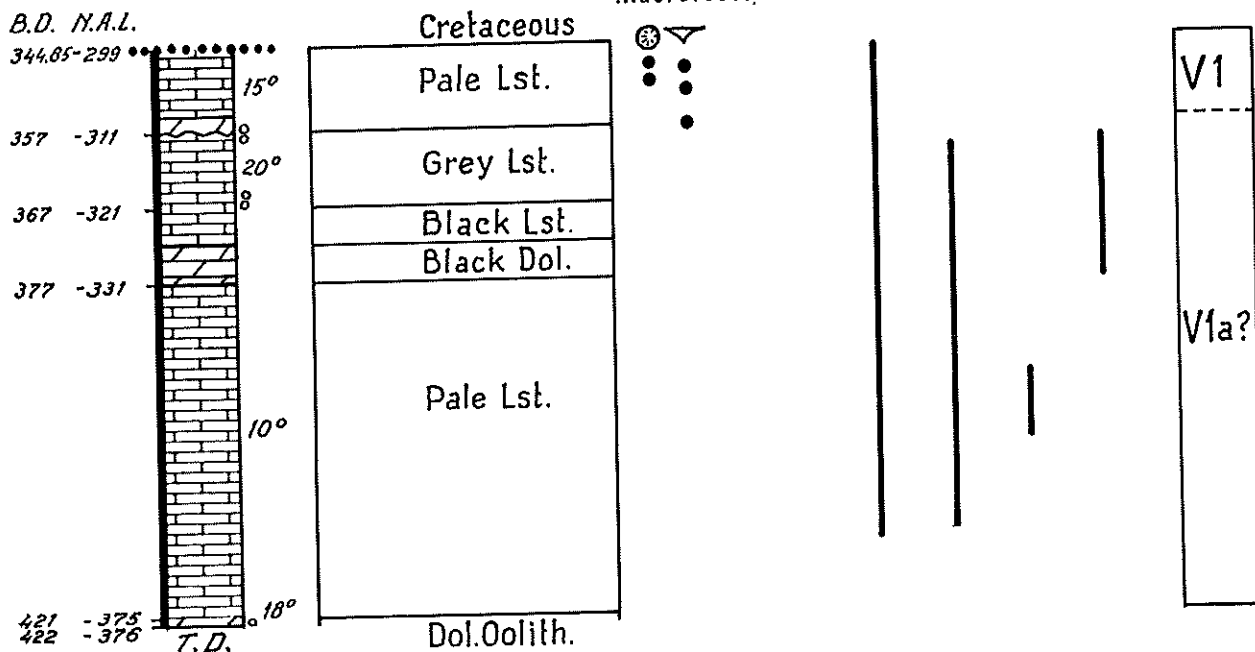 B.D. N.A.L.
Cretaceous
344.85-299
15°
Pale Lst.
V1
357 -311
20°
Grey Lst.
367 -321
Black Lst.
Black Dol.
377 -331
V1a?
Pale Lst.
10°
18°
421 -375
422 -376
T.D.
Dol.Oolith.